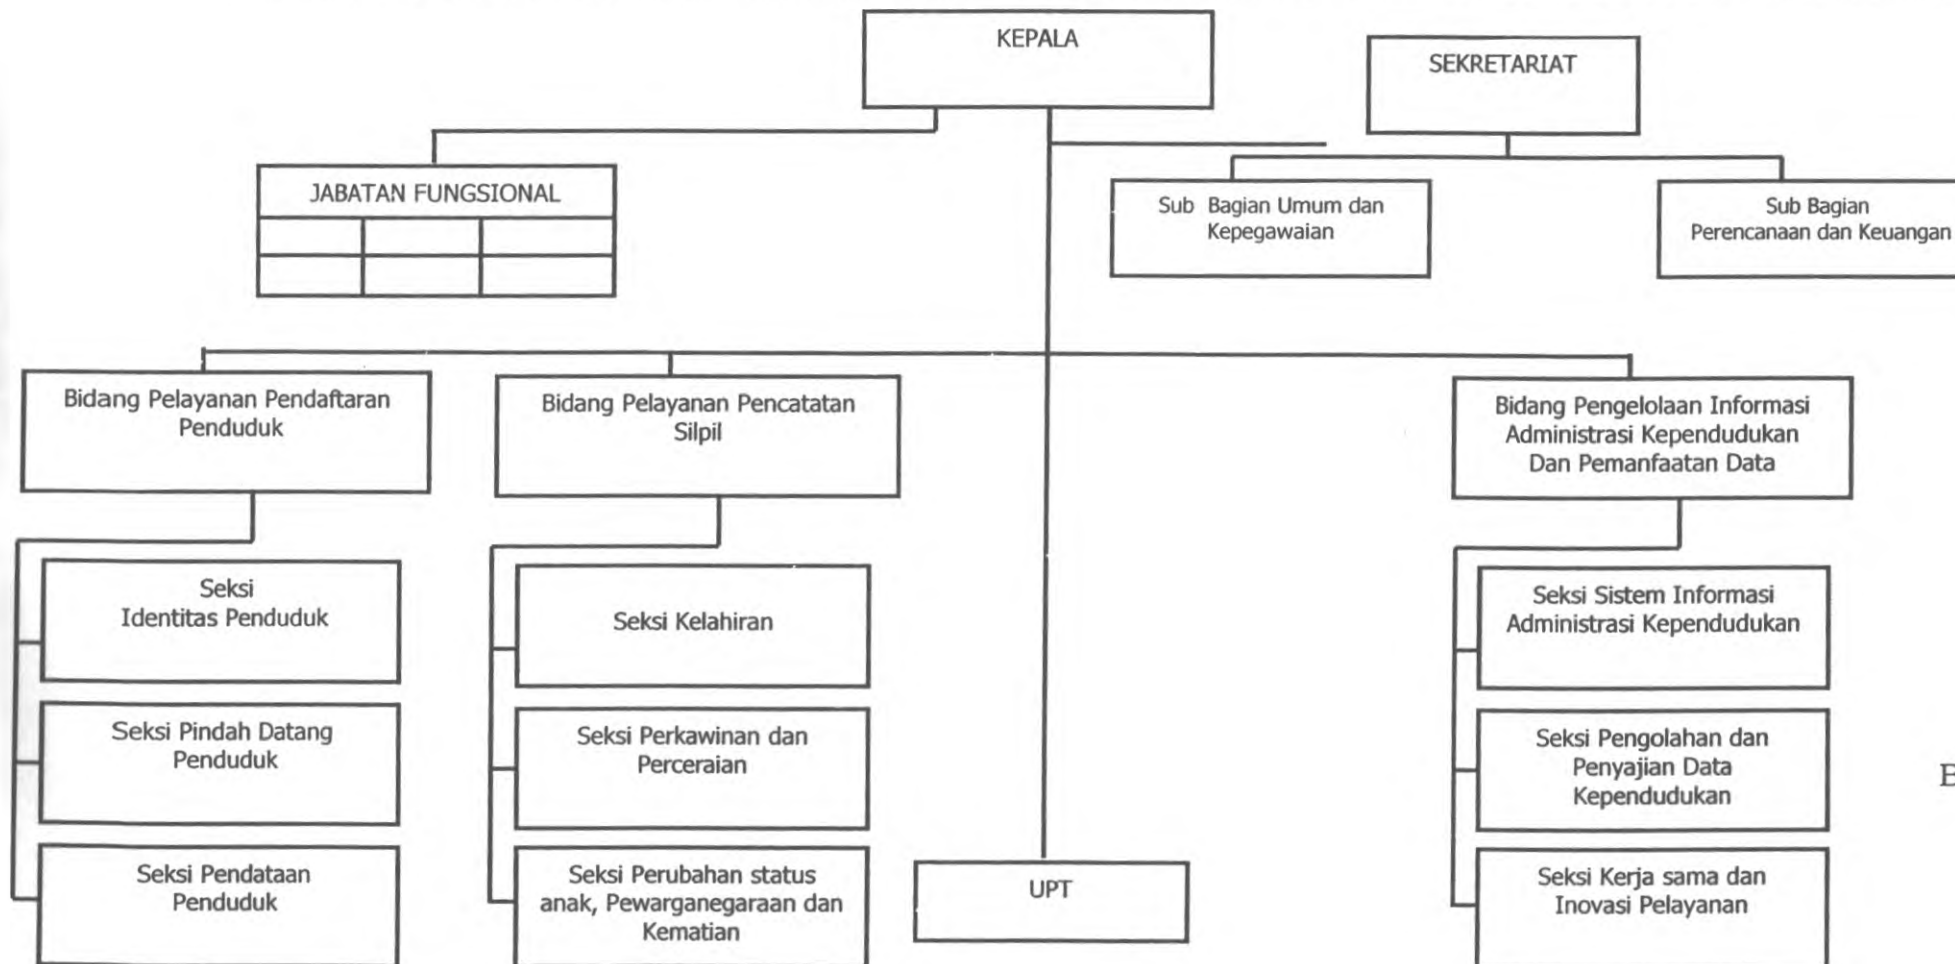 KEPALA
SEKRETARIAT
JABATAN FUNGSIONAL
Sub Bagian Umum dan
Kepegawaian
Sub Bagian
Perencanaan dan Keuangan
Bidang Pelayanan Pendaftaran
Penduduk
Bidang Pelayanan Pencatatan
Silpil
Bidang Pengelolaan Informasi
Administrasi Kependudukan
Dan Pemanfaatan Data
Seksi
Identitas Penduduk
Seksi Kelahiran
Seksi Sistem Informasi
Administrasi Kependudukan
Seksi Pindah Datang
Penduduk
Seksi Perkawinan dan
Perceraian
Seksi Pengolahan dan
Penyajian Data
Kependudukan
B
Seksi Pendataan
Penduduk
Seksi Perubahan status
anak, Pewarganegaraan dan
Kematian
UPT
Seksi Kerja sama dan
Inovasi Pelayanan